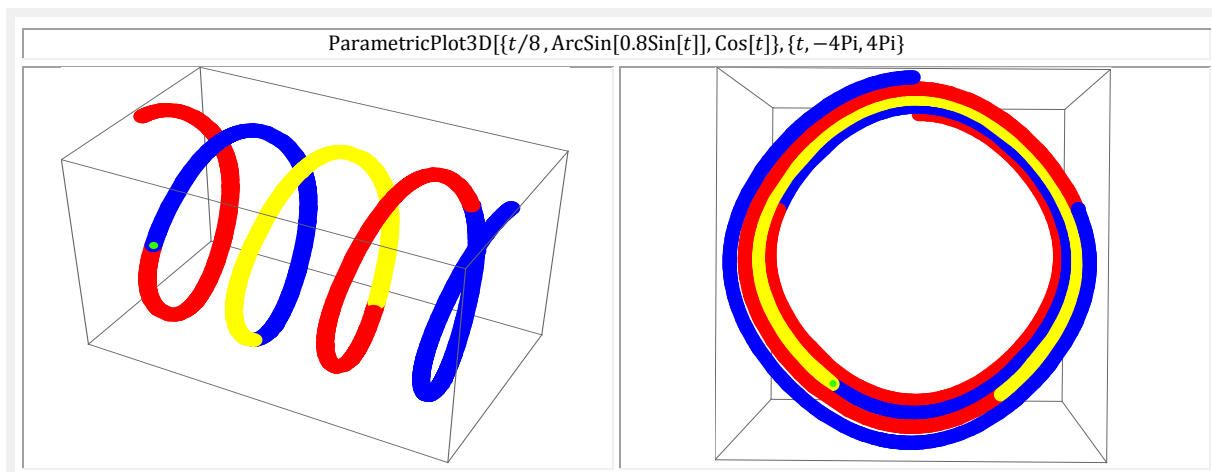 ParametricPlot3D[{t/8 , ArcSin[0.8Sin[t]], Cos[t]}, {t, −4Pi, 4Pi}